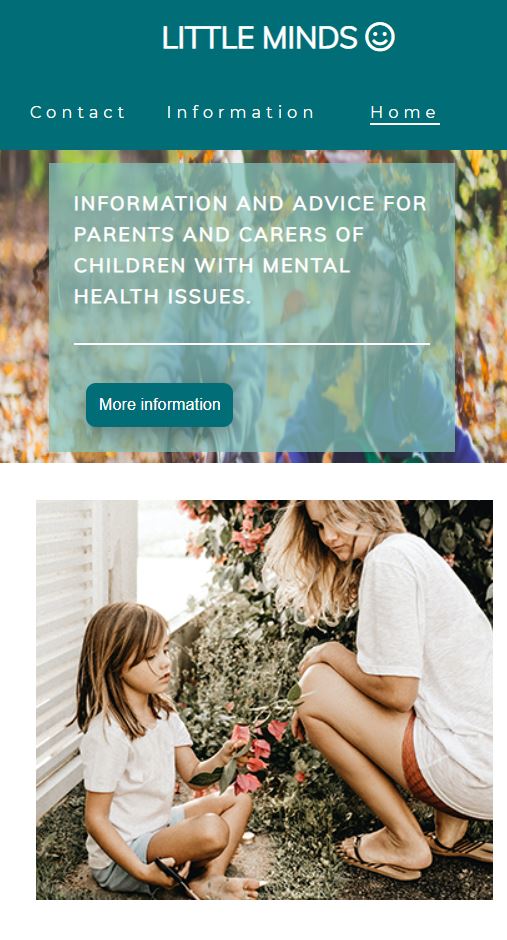 LITTLE MINDS
Contact Information Home
INFORMATION AND ADVICE FOR
PARENTS AND CARERS OF
CHILDREN WITH MENTAL
HEALTH ISSUES.
More information